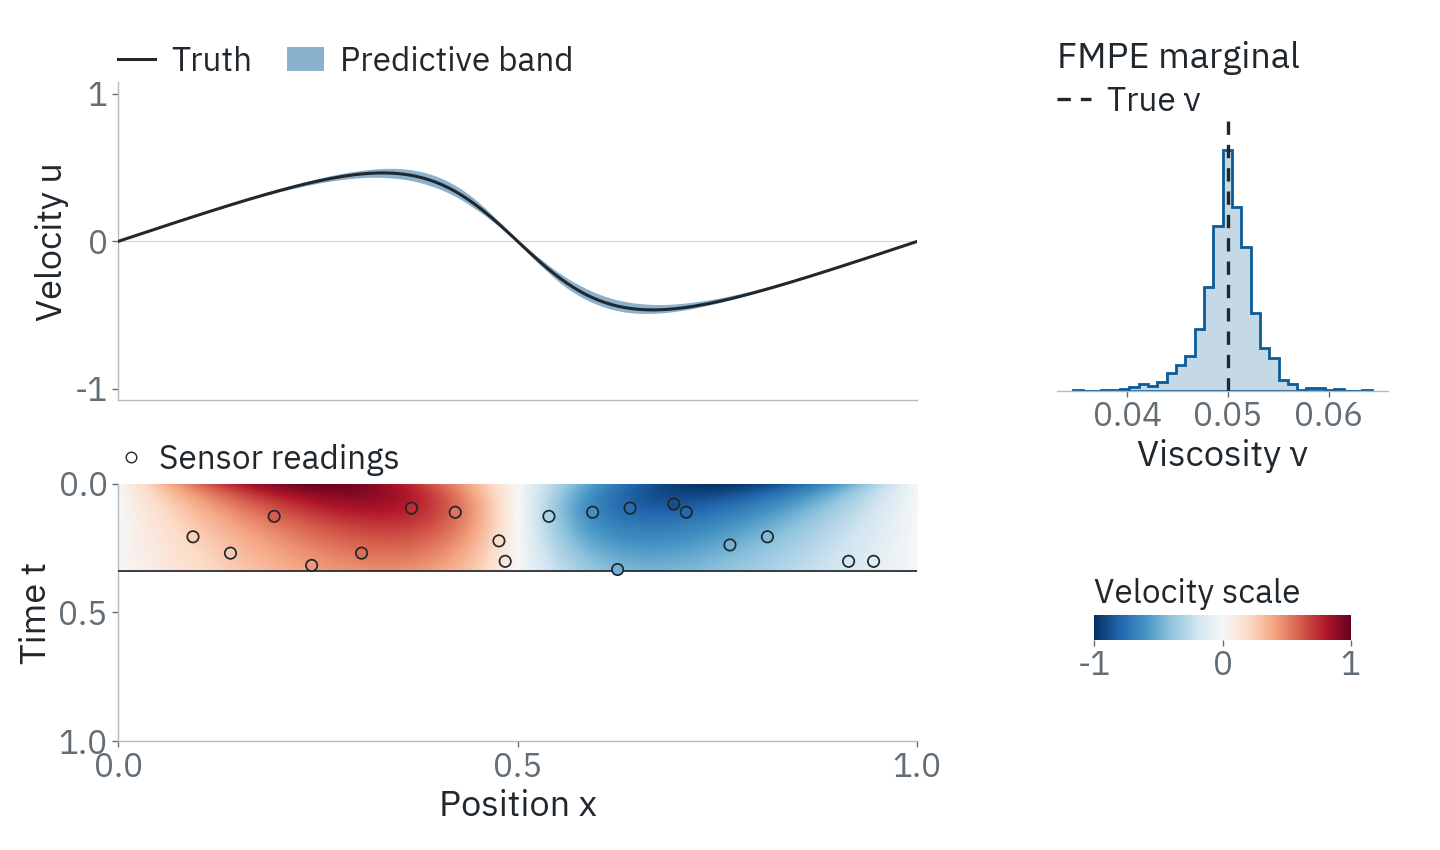 Truth
Predictive band
1
0
-1
Velocity u
FMPE marginal
True ν
0.04
0.05
0.06
Viscosity ν
Sensor readings
0.0
0.5
1.0
Time t
0.0
0.5
1.0
Position x
Velocity scale
-1
0
1